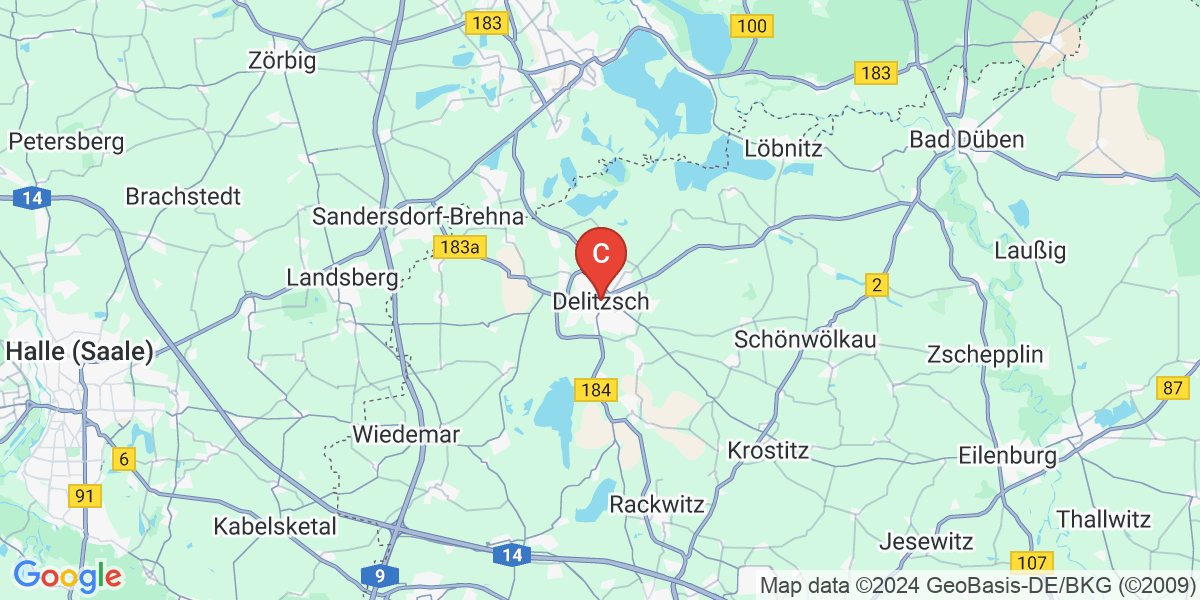 183
100
Zörbig
183
Petersberg
Löbnitz
Bad Düben
14
Brachstedt
Sandersdorf-Brehna
183a
C
Laußig
Landsberg
2
Delitzsch
Schönwölkau
Halle (Saale)
Zschepplin
184
87
Wiedemar
Krostitz
Eilenburg
6
91
Rackwitz
Thallwitz
Kabelsketal
Jesewitz
14
107
9
Google
Map data ©2024 GeoBasis-DE/BKG (©2009)